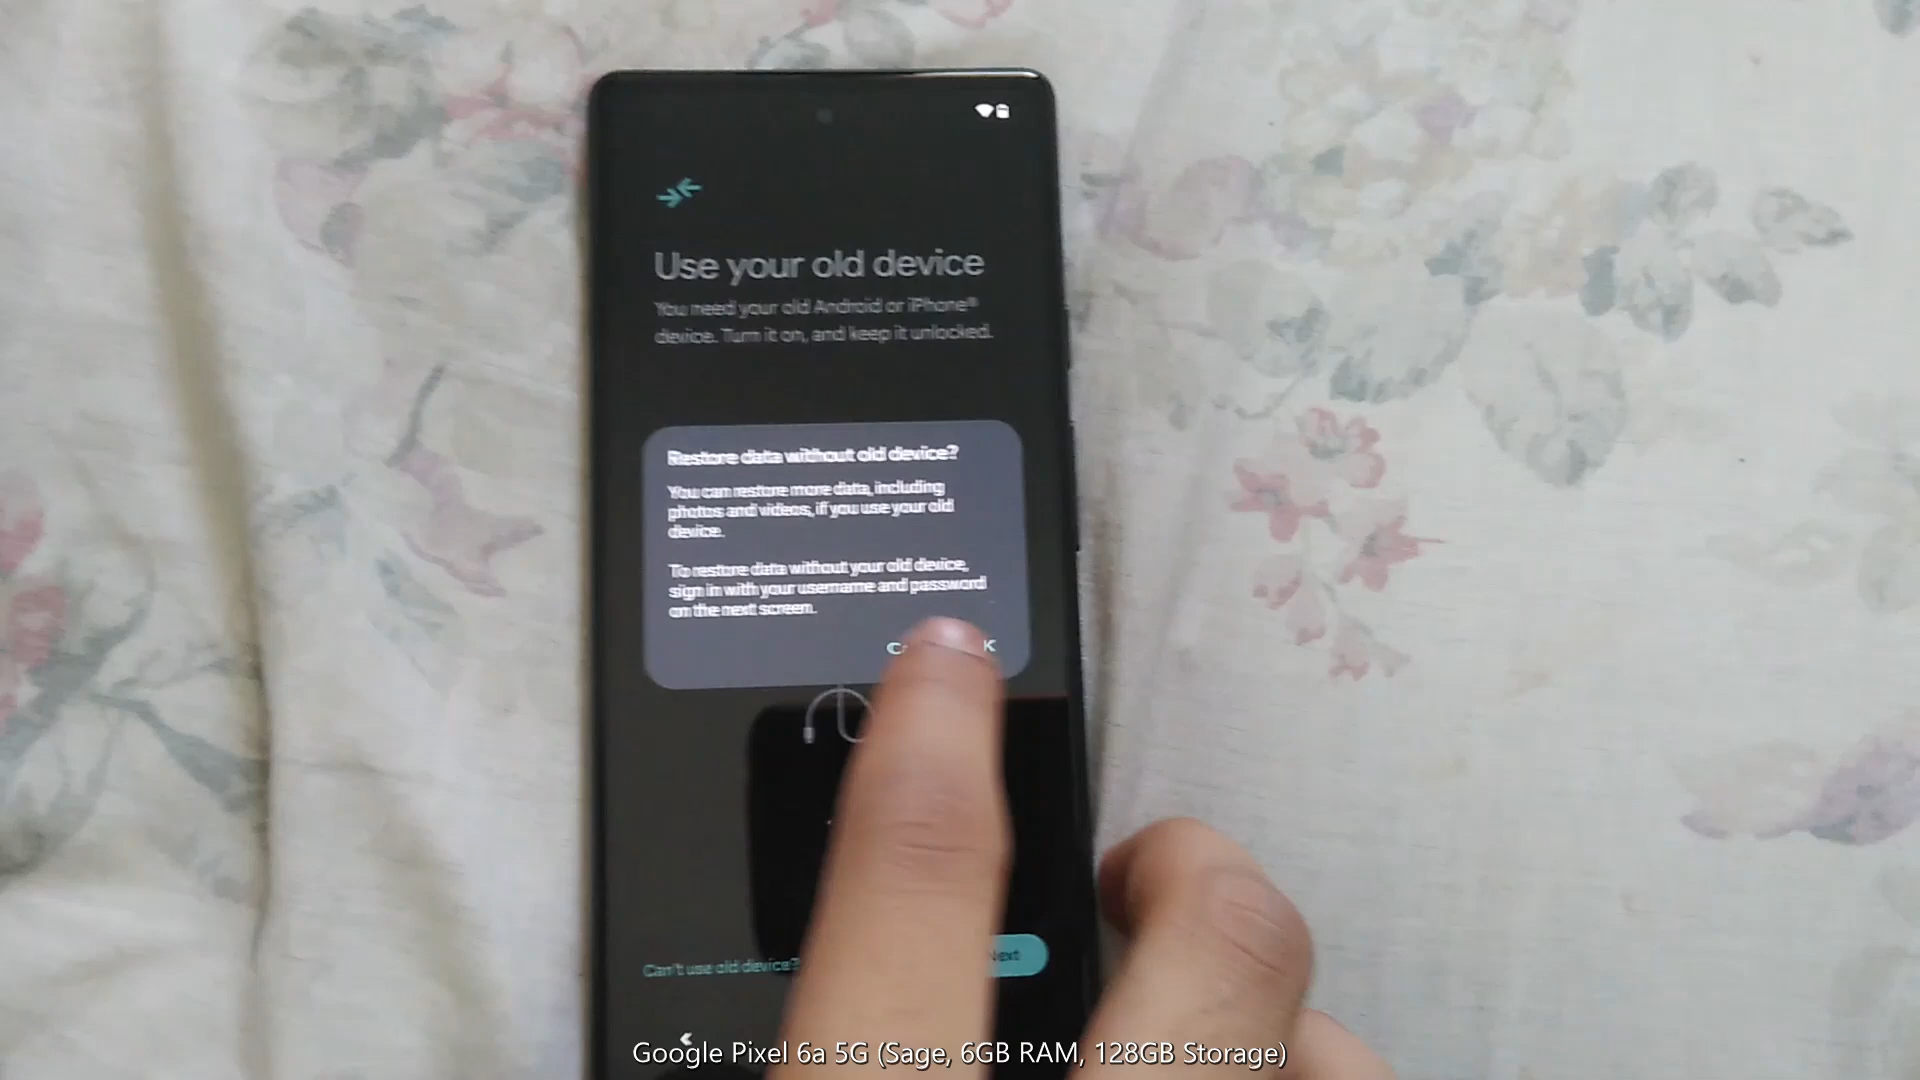 Use your old device
You need your old Android or iPhone®
device. Turn it on, and keep it unlocked.
Restore data without old device?
You can restore more data, including
photos and videos, if you use your old
device.
To restore data without your old device,
sign in with your username and password
on the next screen.
Can't use old device?
Next
Google Pixel 6a 5G (Sage, 6GB RAM, 128GB Storage)